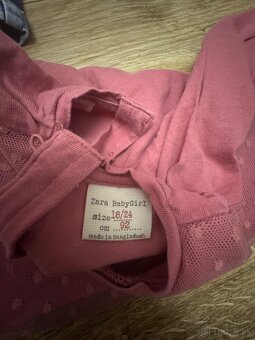 Zara BabyGirl
size 18/24
cm 92
made in Bangladesh